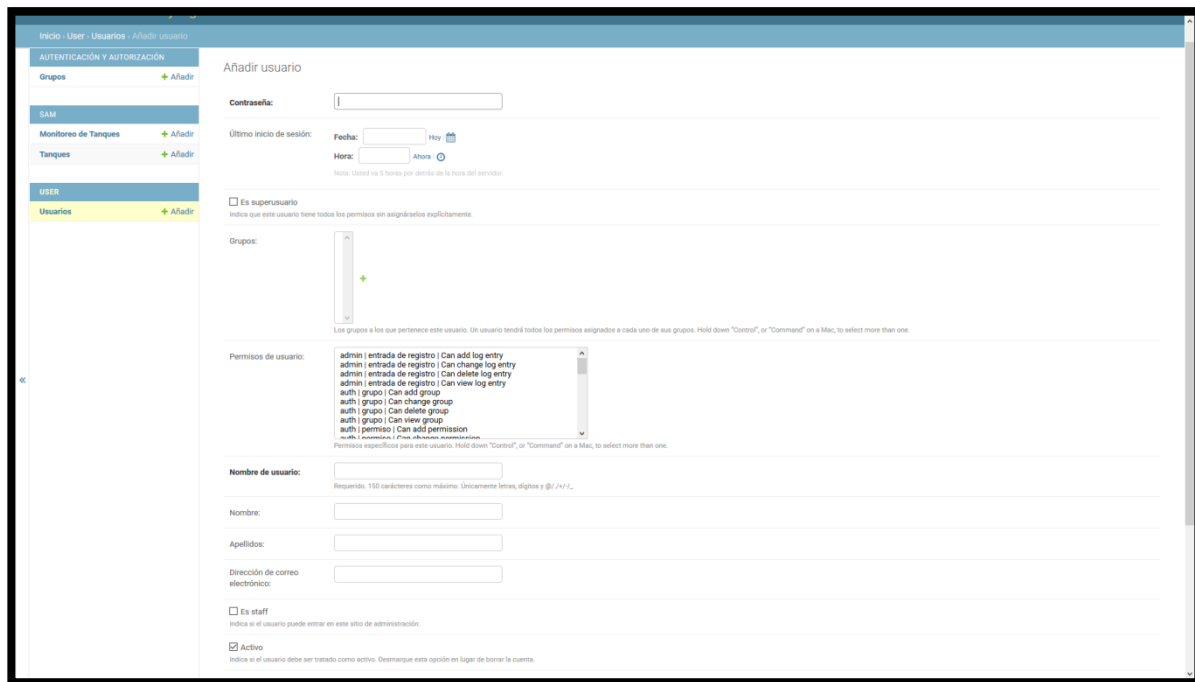 Inicio › User › Usuarios › Añadir usuario
AUTENTICACIÓN Y AUTORIZACIÓN
Grupos + Añadir
SAM
Monitoreo de Tanques + Añadir
Tanques + Añadir
USER
Usuarios + Añadir
«
Añadir usuario
Contraseña:
Último inicio de sesión:
Fecha: Hoy |
Hora: Ahora |
Nota: Usted va 5 horas por detrás de la hora del servidor.
Es superusuario
Indica que este usuario tiene todos los permisos sin asignárselos explícitamente.
Grupos:
+
Los grupos a los que pertenece este usuario. Un usuario tendrá todos los permisos asignados a cada uno de sus grupos. Hold down "Control", or "Command" on a Mac, to select more than one.
Permisos de usuario:
admin | entrada de registro | Can add log entry
admin | entrada de registro | Can change log entry
admin | entrada de registro | Can delete log entry
admin | entrada de registro | Can view log entry
auth | grupo | Can add group
auth | grupo | Can change group
auth | grupo | Can delete group
auth | grupo | Can view group
auth | permiso | Can add permission
auth | permiso | Can change permission
Permisos específicos para este usuario. Hold down "Control", or "Command" on a Mac, to select more than one.
Nombre de usuario:
Requerido. 150 carácteres como máximo. Únicamente letras, dígitos y @/./+/-/_
Nombre:
Apellidos:
Dirección de correo
electrónico:
Es staff
Indica si el usuario puede entrar en este sitio de administración.
Activo
Indica si el usuario debe ser tratado como activo. Desmarque esta opción en lugar de borrar la cuenta.